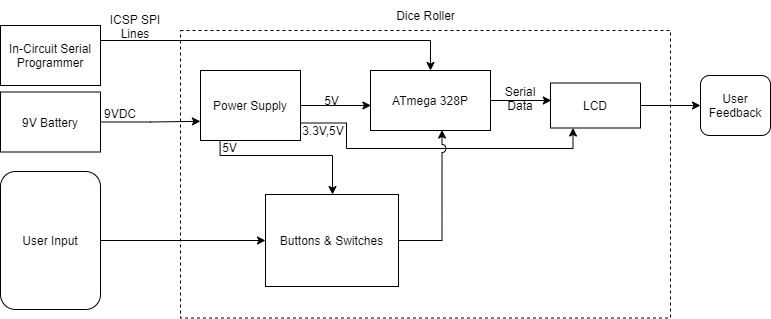 Dice Roller
ICSP SPI
Lines
In-Circuit Serial
Programmer
9V Battery
9VDC
Power Supply
5V
3.3V,5V
5V
ATmega 328P
Serial
Data
LCD
User
Feedback
User Input
Buttons & Switches